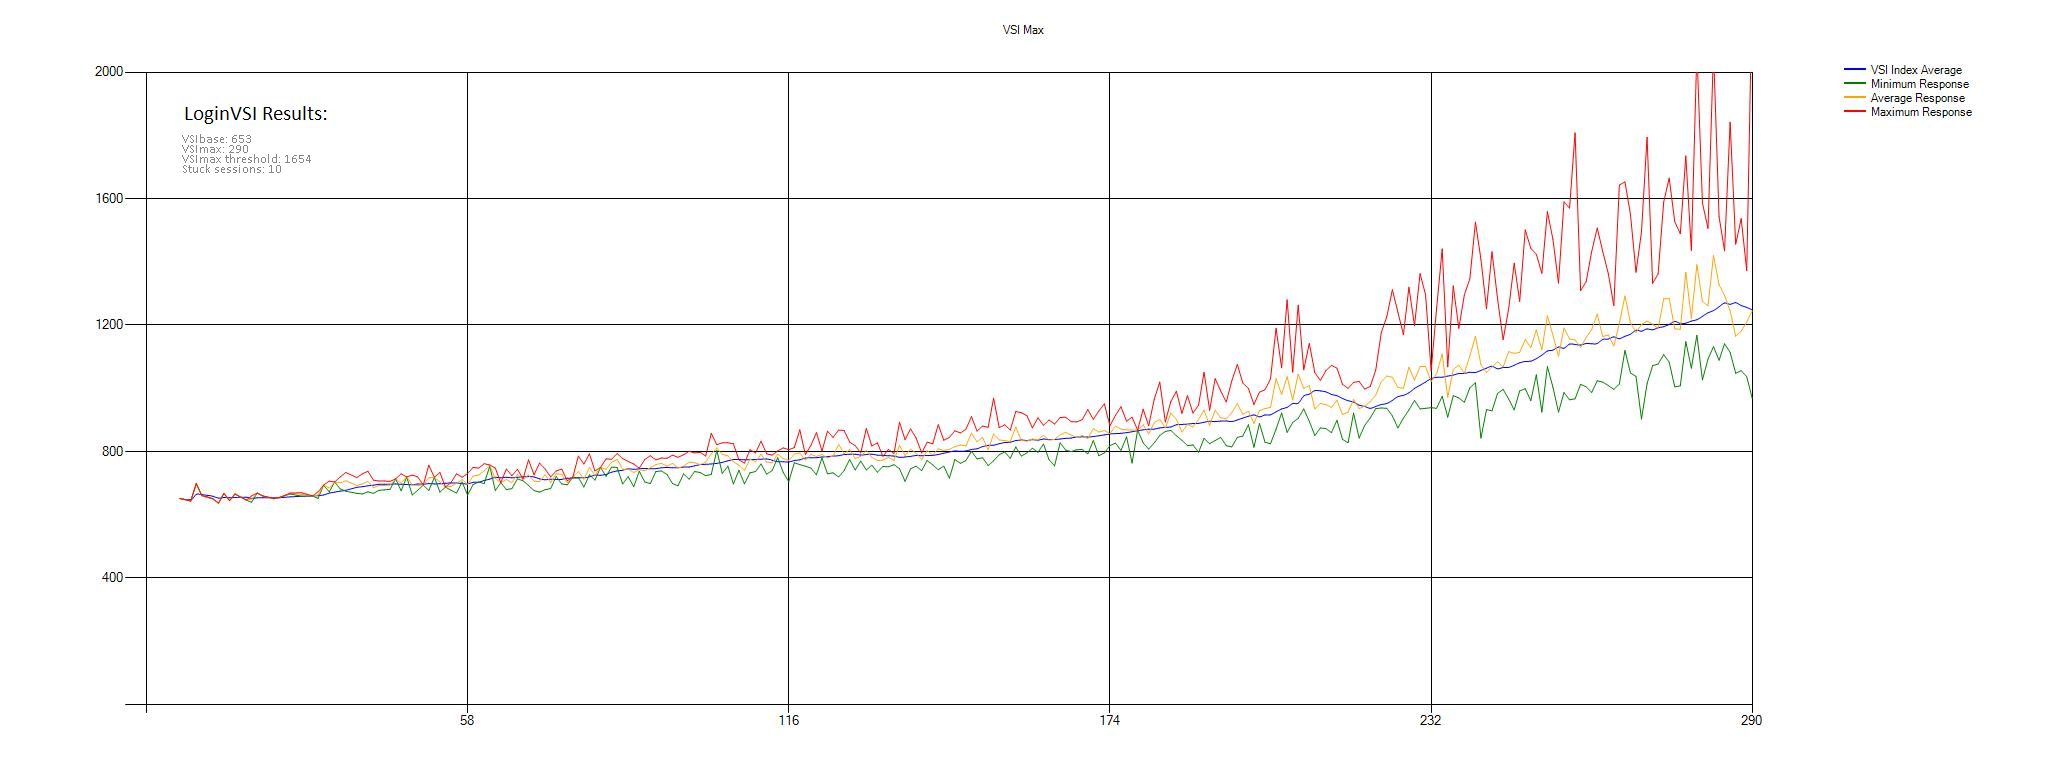 VSI Max
2000
1600
1200
800
400
LoginVSI Results:
VSIbase: 653
VSImax: 290
VSImax threshold: 1654
Stuck sessions: 10
VSI Index Average
Minimum Response
Average Response
Maximum Response
58
116
174
232
290